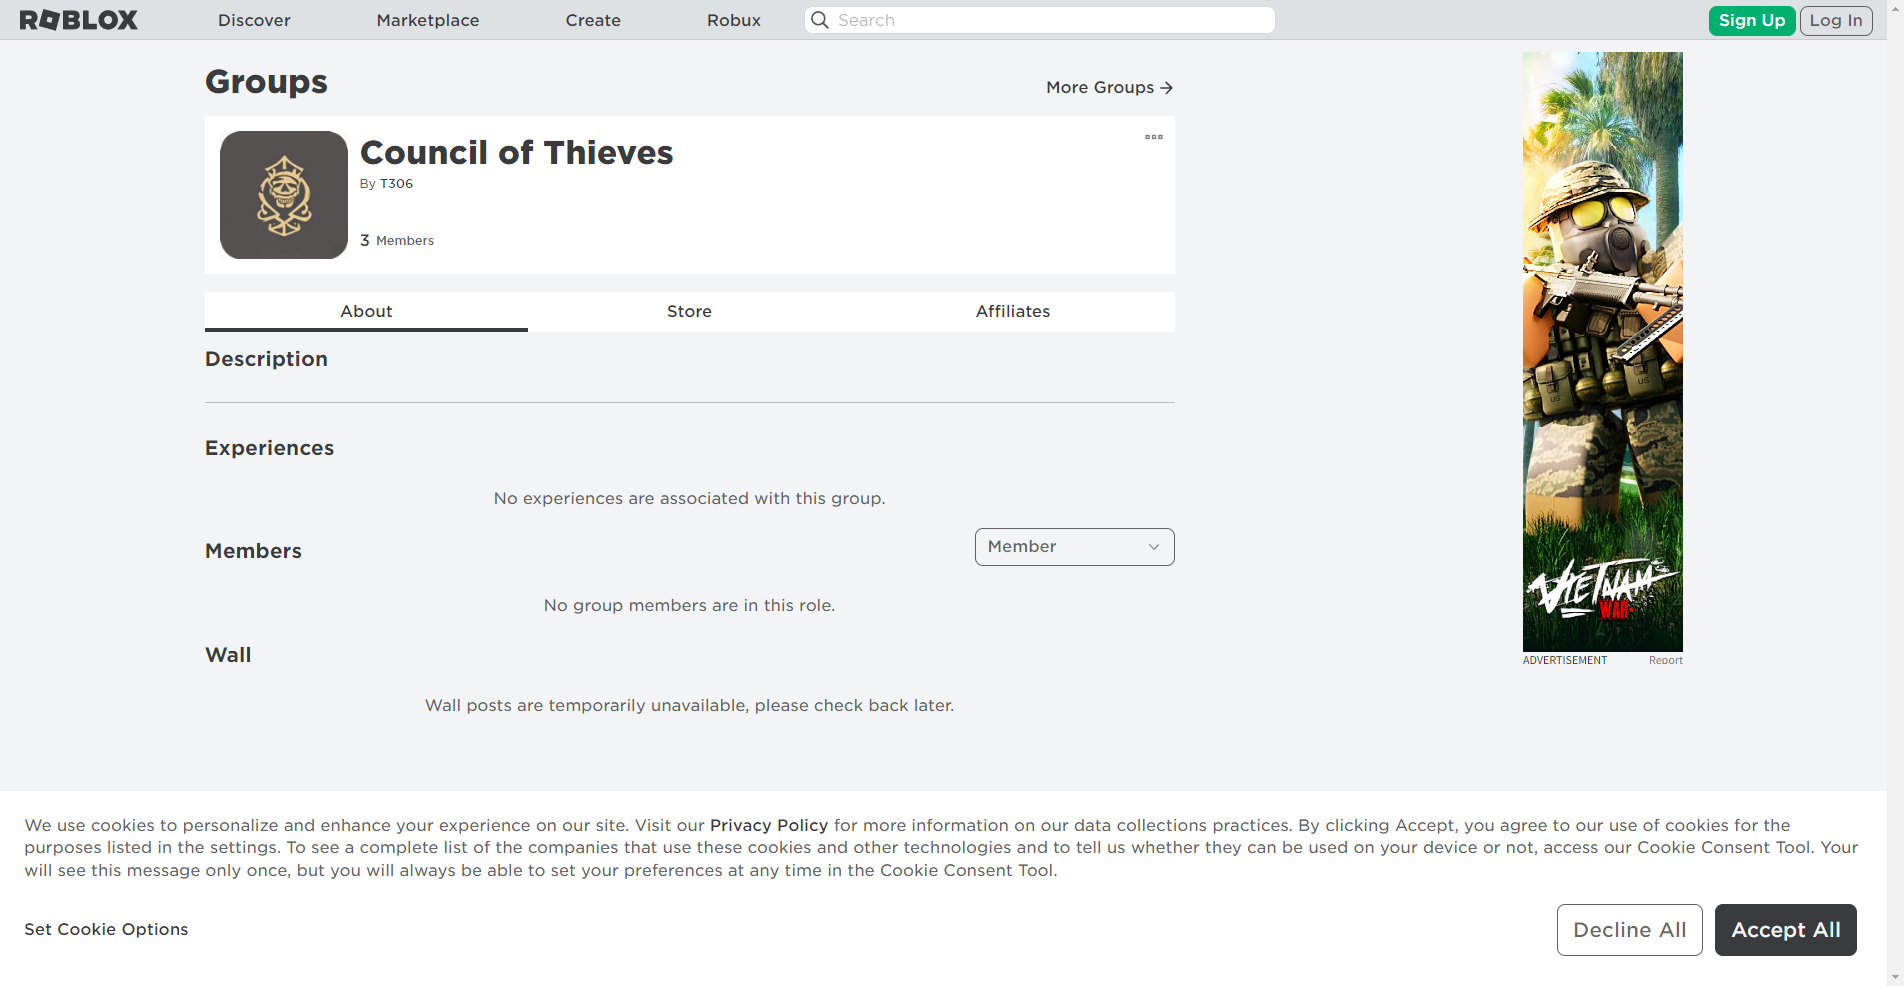 ROBLOX
Discover
Marketplace
Create
Robux
Search
Sign Up
Log In
Groups
More Groups →
Council of Thieves
By T306
3 Members
About
Store
Affiliates
Description
Experiences
No experiences are associated with this group.
Members
Member
No group members are in this role.
Wall
Wall posts are temporarily unavailable, please check back later.
US
US
VIETNAM
WAR
ADVERTISEMENT
Report
We use cookies to personalize and enhance your experience on our site. Visit our Privacy Policy for more information on our data collections practices. By clicking Accept, you agree to our use of cookies for the
purposes listed in the settings. To see a complete list of the companies that use these cookies and other technologies and to tell us whether they can be used on your device or not, access our Cookie Consent Tool. Your
will see this message only once, but you will always be able to set your preferences at any time in the Cookie Consent Tool.
Set Cookie Options
Decline All
Accept All